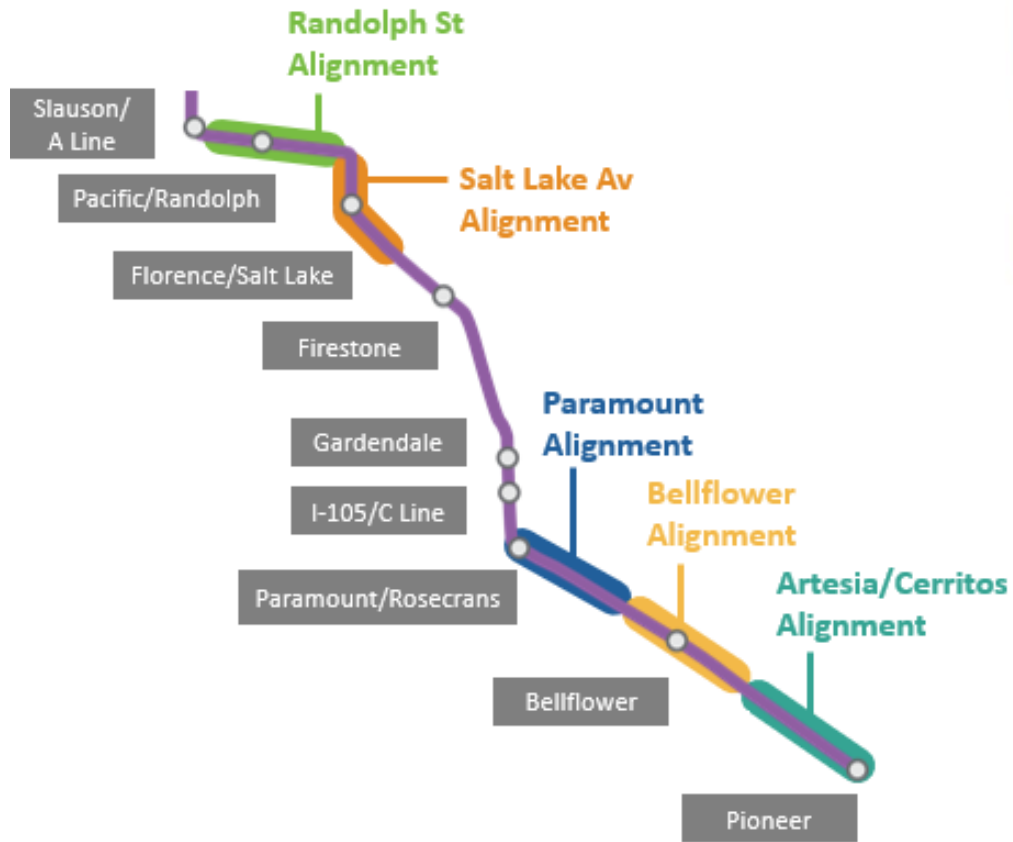 Randolph St
Alignment
Slauson/
A Line
Pacific/Randolph
Salt Lake Av
Alignment
Florence/Salt Lake
Firestone
Paramount
Alignment
Gardendale
Bellflower
Alignment
I-105/C Line
Artesia/Cerritos
Alignment
Paramount/Rosecrans
Bellflower
Pioneer